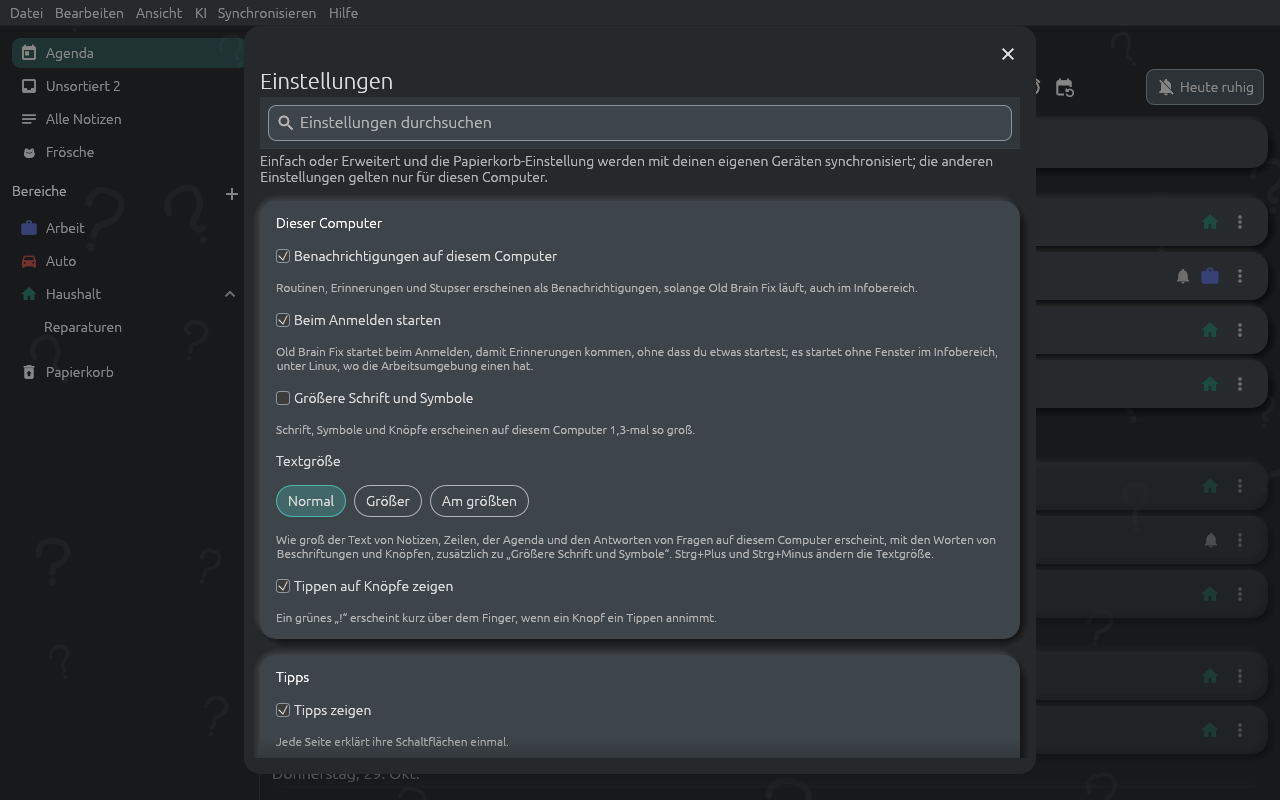 Datei Bearbeiten Ansicht KI Synchronisieren Hilfe
Agenda
Unsortiert 2
Alle Notizen
Frösche
Bereiche
Arbeit
Auto
Haushalt
Reparaturen
Papierkorb
Heute ruhig
Einstellungen
Einstellungen durchsuchen
Einfach oder Erweitert und die Papierkorb-Einstellung werden mit deinen eigenen Geräten synchronisiert; die anderen
Einstellungen gelten nur für diesen Computer.
Dieser Computer
Benachrichtigungen auf diesem Computer
Routinen, Erinnerungen und Stupser erscheinen als Benachrichtigungen, solange Old Brain Fix läuft, auch im Infobereich.
Beim Anmelden starten
Old Brain Fix startet beim Anmelden, damit Erinnerungen kommen, ohne dass du etwas startest; es startet ohne Fenster im Infobereich,
unter Linux, wo die Arbeitsumgebung einen hat.
Größere Schrift und Symbole
Schrift, Symbole und Knöpfe erscheinen auf diesem Computer 1,3-mal so groß.
Textgröße
Normal Größer Am größten
Wie groß der Text von Notizen, Zeilen, der Agenda und den Antworten von Fragen auf diesem Computer erscheint, mit den Worten von
Beschriftungen und Knöpfen, zusätzlich zu „Größere Schrift und Symbole“. Strg+Plus und Strg+Minus ändern die Textgröße.
Tippen auf Knöpfe zeigen
Ein grünes „!“ erscheint kurz über dem Finger, wenn ein Knopf ein Tippen annimmt.
Tipps
Tipps zeigen
Jede Seite erklärt ihre Schaltflächen einmal.
Donnerstag, 29. Okt.